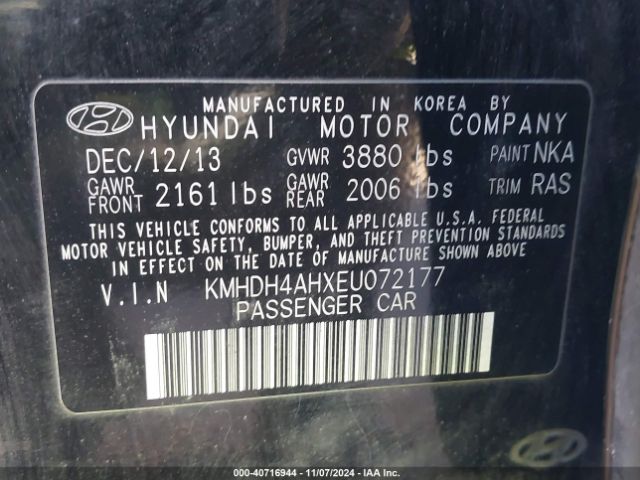 MANUFACTURED IN KOREA BY
HYUNDAI MOTOR COMPANY
DEC/12/13 GVWR 3880 lbs PAINT NKA
GAWR FRONT 2161 lbs GAWR REAR 2006 lbs TRIM RAS
THIS VEHICLE CONFORMS TO ALL APPLICABLE U.S.A. FEDERAL
MOTOR VEHICLE SAFETY, BUMPER, AND THEFT PREVENTION STANDARDS
IN EFFECT ON THE DATE OF MANUFACTURE SHOWN ABOVE.
V.I.N KMHDH4AHXEU072177
PASSENGER CAR
000-40716944 - 11/07/2024 - IAA Inc.